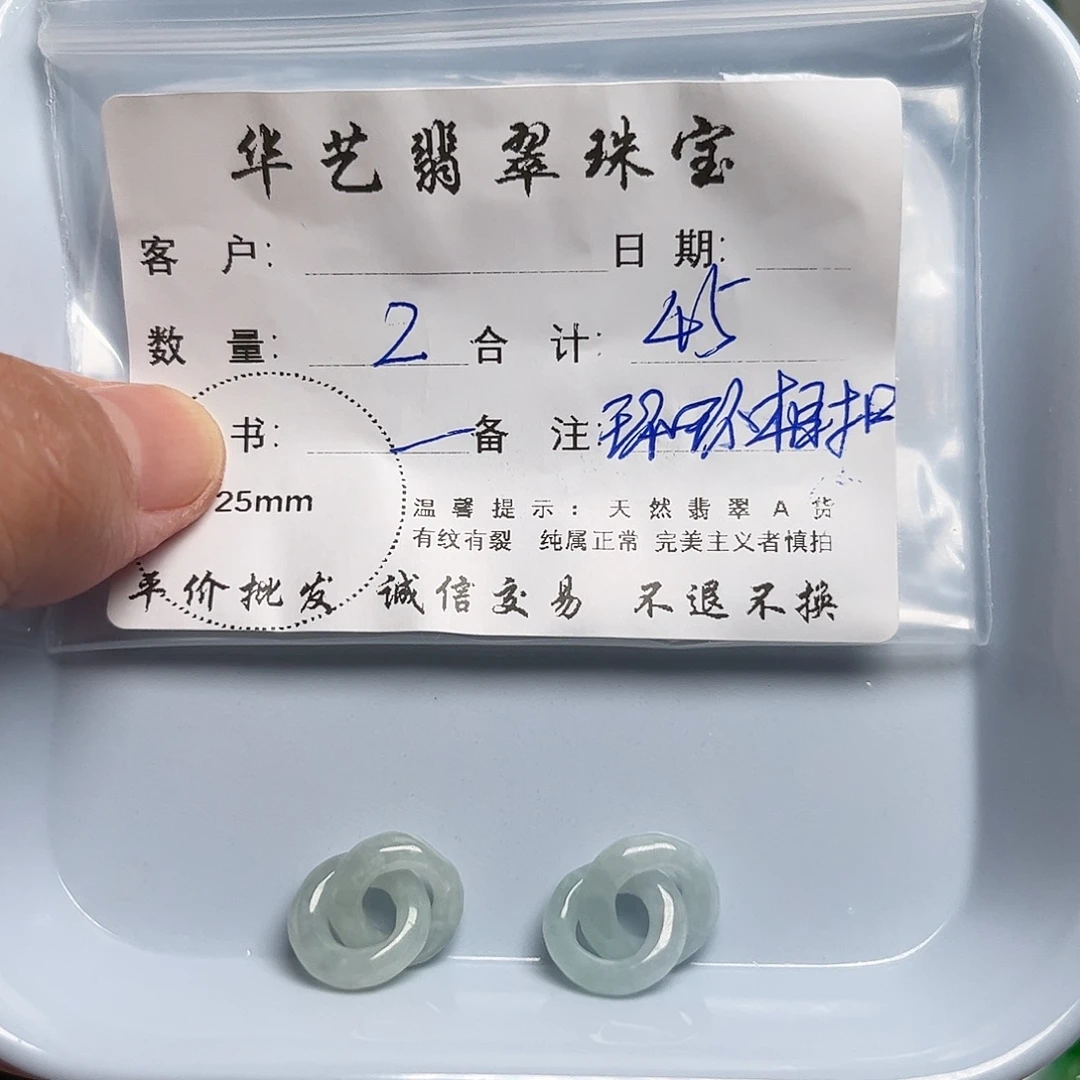 华艺翡翠珠宝
客户： 日期：
数量：2 合计：45
书：一 备注：环环相扣
25mm
温馨提示：天然翡翠A货
有纹有裂 纯属正常 完美主义者慎拍
平价批发 诚信交易 不退不换